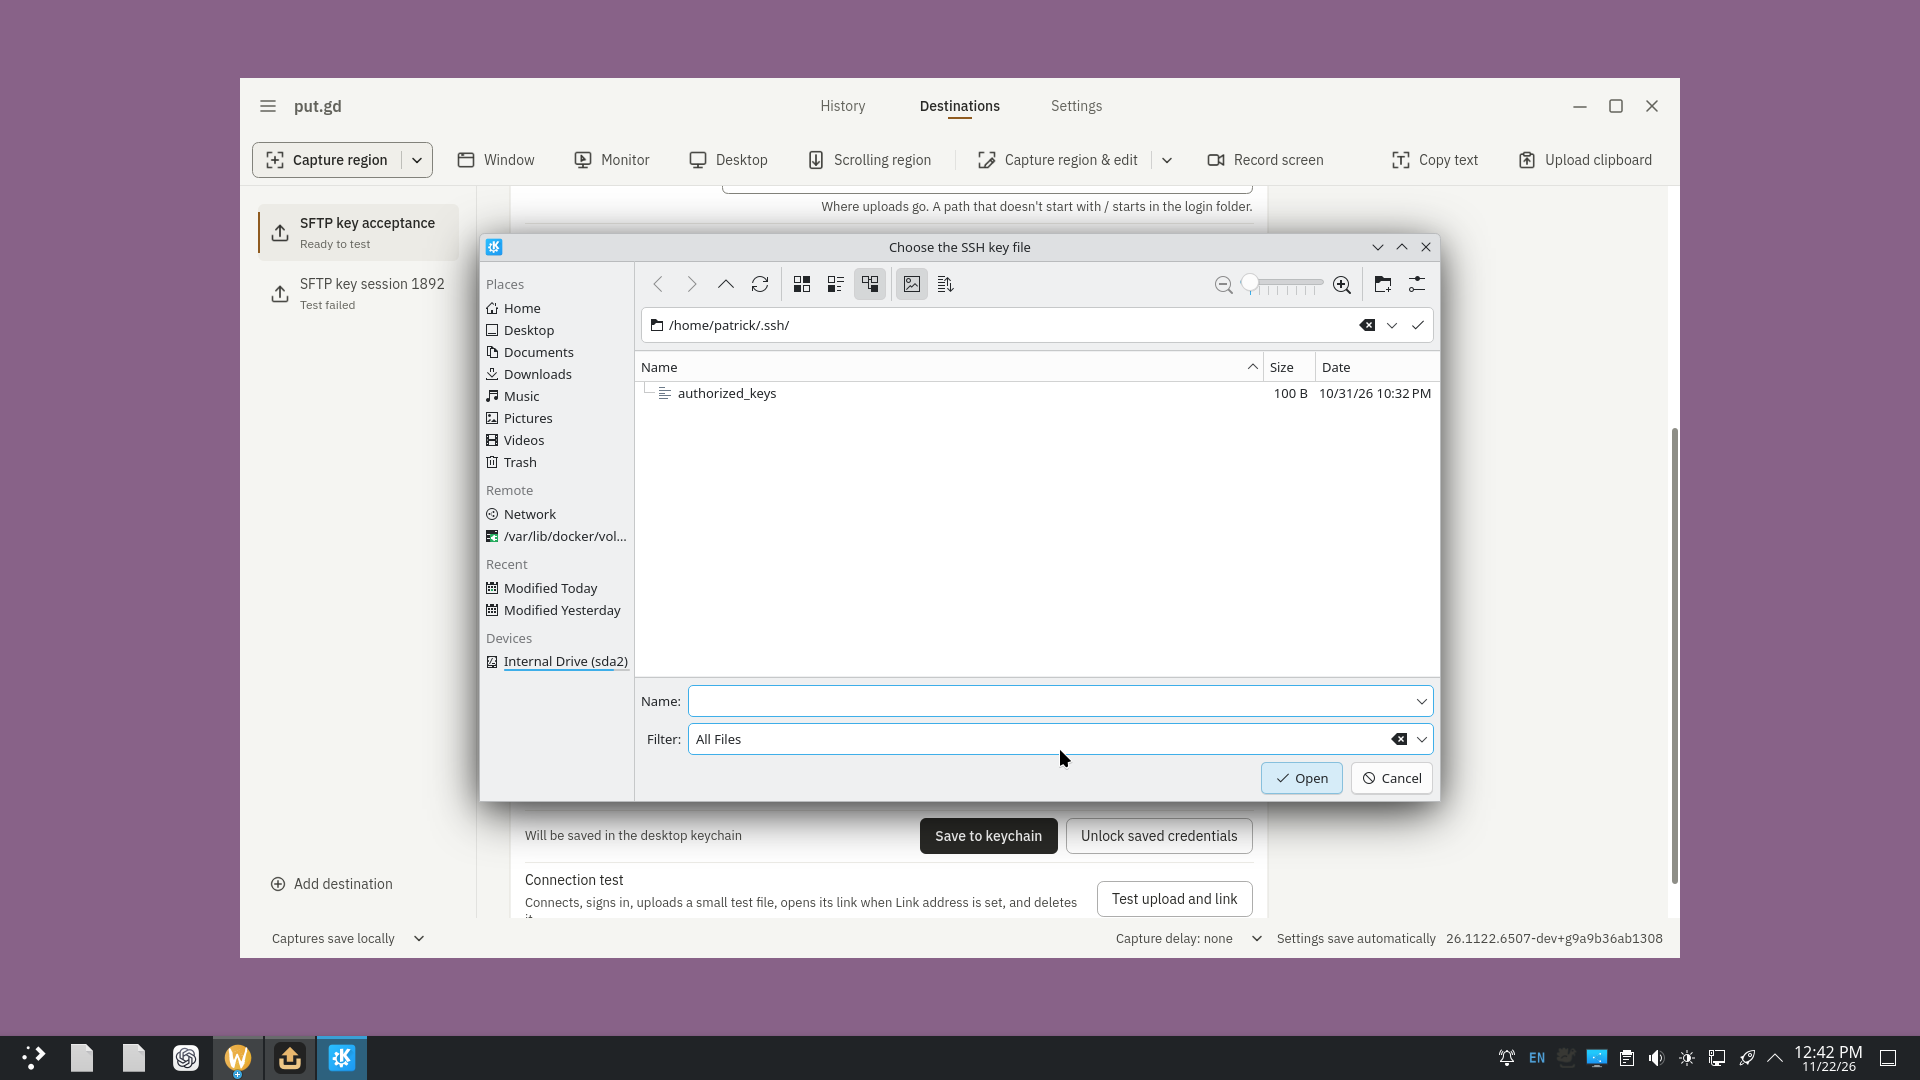 put.gd
History
Destinations
Settings
Capture region
Window
Monitor
Desktop
Scrolling region
Capture region & edit
Record screen
Copy text
Upload clipboard
SFTP key acceptance
Ready to test
SFTP key session 1892
Test failed
Add destination
Where uploads go. A path that doesn't start with / starts in the login folder.
Choose the SSH key file
Places
Home
Desktop
Documents
Downloads
Music
Pictures
Videos
Trash
Remote
Network
/var/lib/docker/vol...
Recent
Modified Today
Modified Yesterday
Devices
Internal Drive (sda2)
/home/patrick/.ssh/
Name Size Date
authorized_keys 100 B 10/31/26 10:32 PM
Name:
Filter: All Files
Open
Cancel
Will be saved in the desktop keychain
Save to keychain
Unlock saved credentials
Connection test
Connects, signs in, uploads a small test file, opens its link when Link address is set, and deletes
Test upload and link
Captures save locally
Capture delay: none
Settings save automatically
26.1122.6507-dev+g9a9b36ab1308
W
EN
12:42 PM
11/22/26